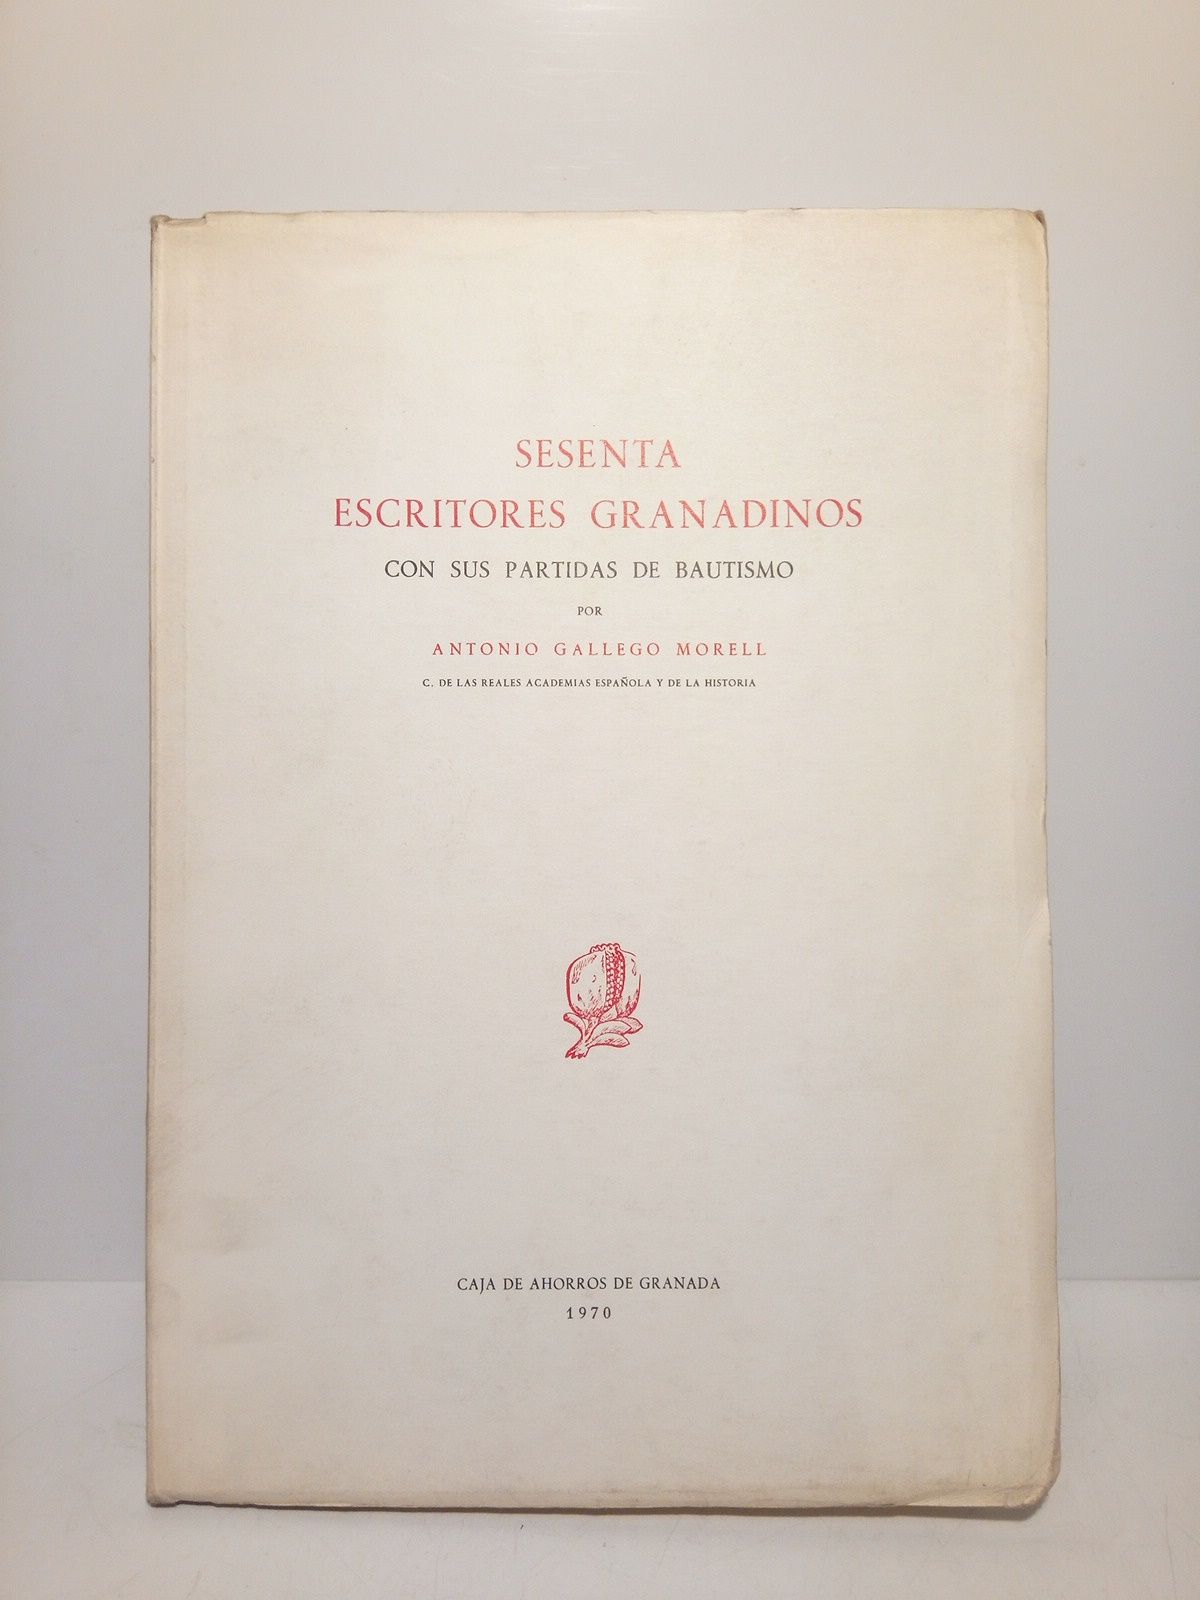 SESENTA
ESCRITORES GRANADINOS
CON SUS PARTIDAS DE BAUTISMO
POR
ANTONIO GALLEGO MORELL
C. DE LAS REALES ACADEMIAS ESPAÑOLA Y DE LA HISTORIA
CAJA DE AHORROS DE GRANADA
1970